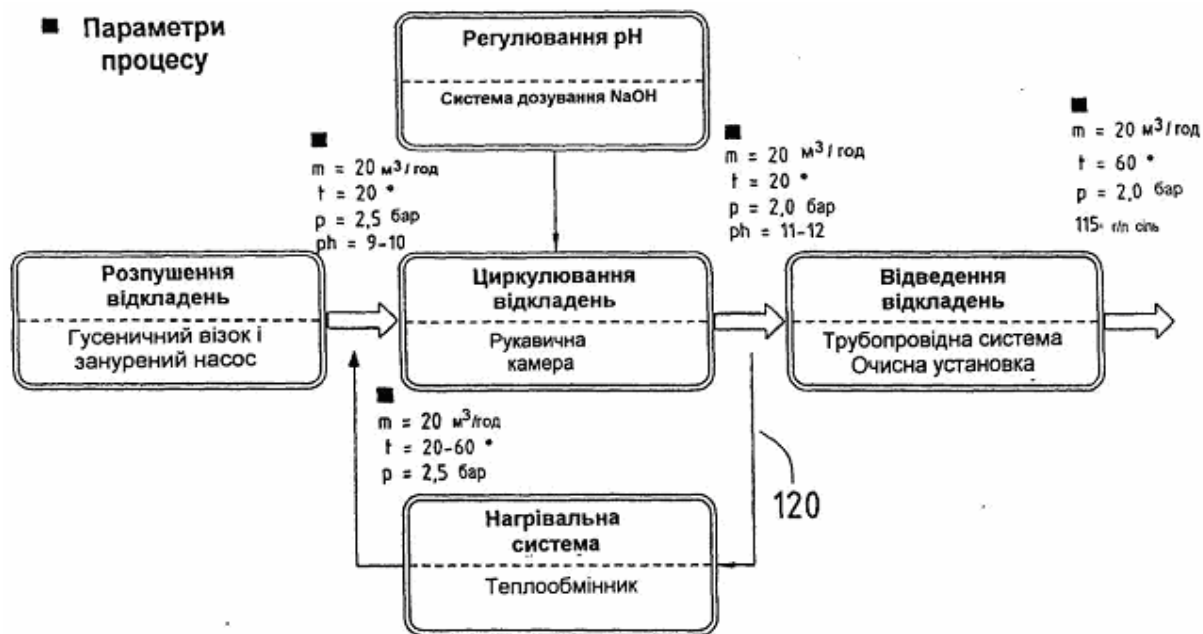 ■ Параметри
процесу
Регулювання pH
Система дозування NaOH
■
m = 20 м³/год
t = 20 °
p = 2,5 бар
ph = 9-10
■
m = 20 м³/год
t = 20 °
p = 2,0 бар
ph = 11-12
■
m = 20 м³/год
t = 60 °
p = 2,0 бар
115 г/л сіль
Розпушення
відкладень
Гусеничний візок і
занурений насос
Циркулювання
відкладень
Рукавична
камера
Відведення
відкладень
Трубопровідна система
Очисна установка
■
m = 20 м³/год
t = 20-60 °
p = 2,5 бар
120
Нагрівальна
система
Теплообмінник